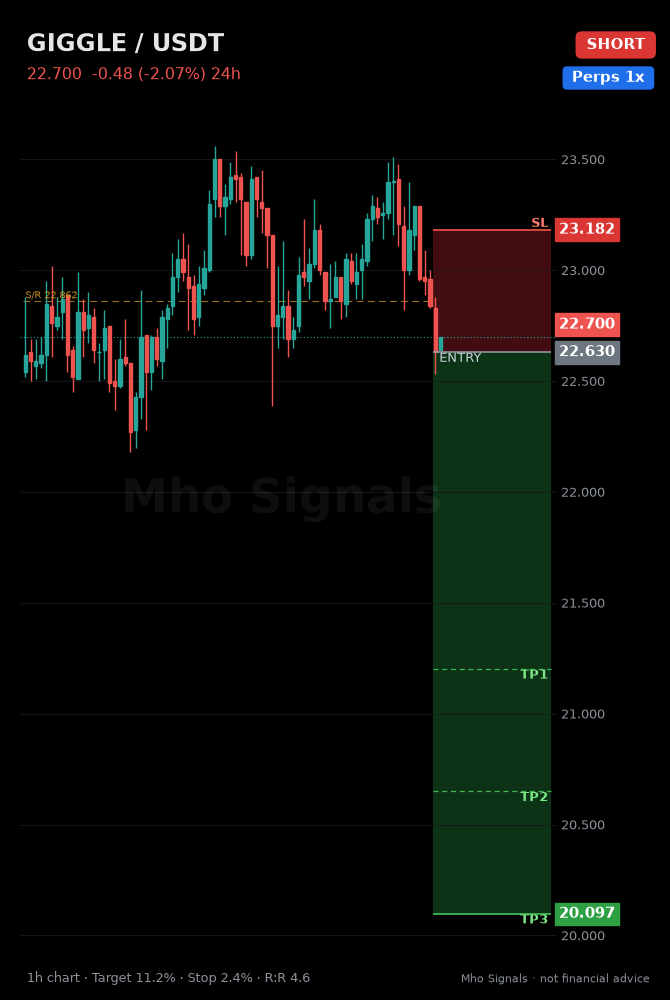 GIGGLE / USDT
SHORT
22.700 -0.48 (-2.07%) 24h
Perps 1x
23.500
SL
23.182
23.000
S/R 22.862
22.700
22.630
ENTRY
22.500
Mho Signals
22.000
21.500
TP1
21.000
TP2
20.500
20.097
TP3
20.000
1h chart · Target 11.2% · Stop 2.4% · R:R 4.6
Mho Signals · not financial advice